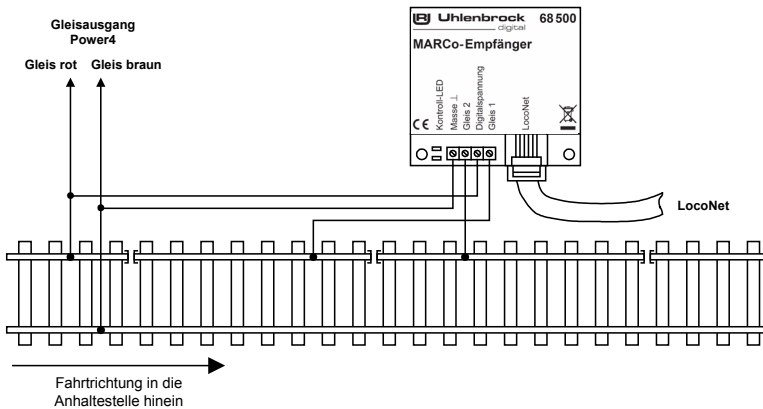 Gleisausgang
Power4
Gleis rot Gleis braun
Uhlenbrock 68 500
digital
MARCo-Empfänger
Kontroll-LED
Masse ⊥
Gleis 2
Digitalspannung
Gleis 1
LocoNet
CE
LocoNet
Fahrtrichtung in die
Anhaltestelle hinein